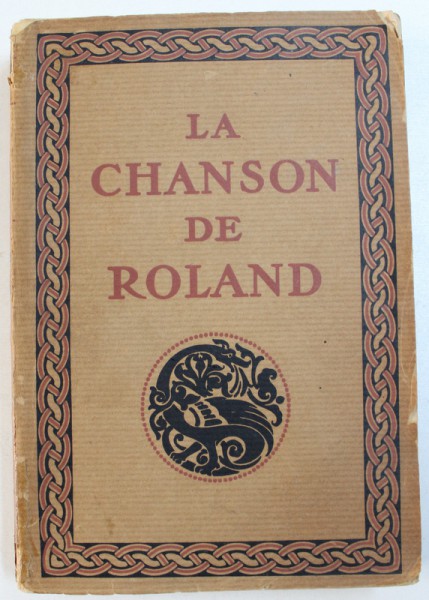 LA
CHANSON
DE
ROLAND